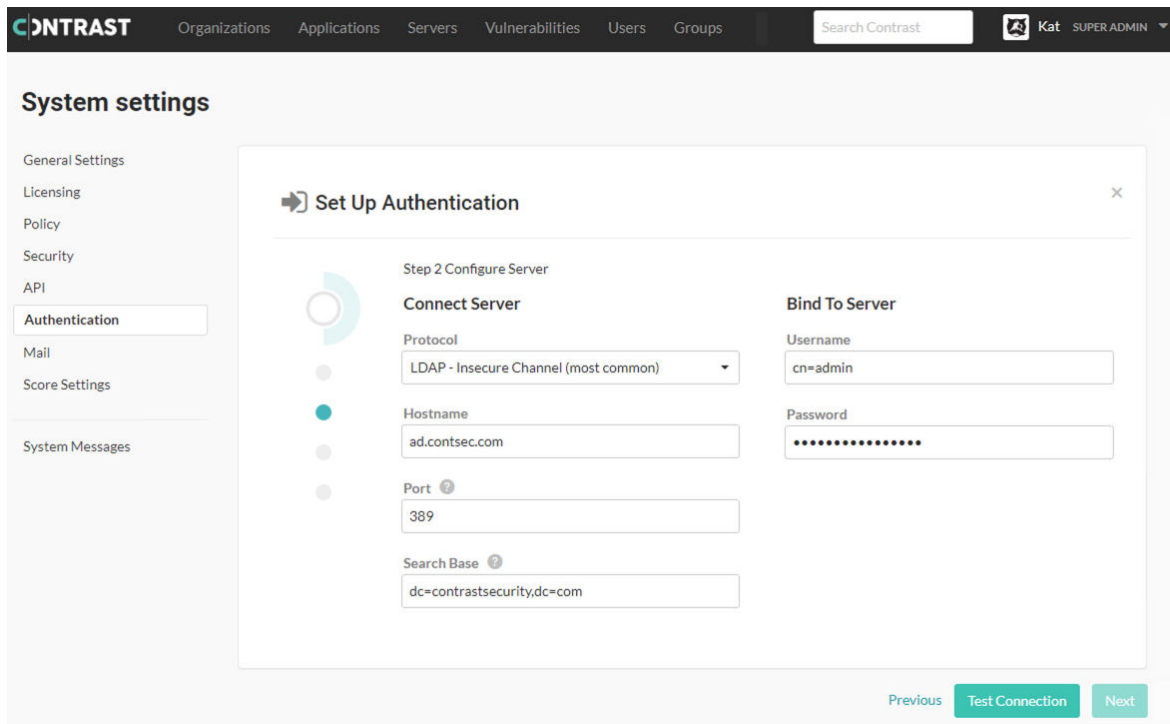 CONTRAST Organizations Applications Servers Vulnerabilities Users Groups Search Contrast Kat SUPER ADMIN
System settings
General Settings
Licensing
Policy
Security
API
Authentication
Mail
Score Settings
System Messages
Set Up Authentication
Step 2 Configure Server
Connect Server
Protocol
LDAP - Insecure Channel (most common)
Hostname
ad.contsec.com
Port ?
389
Search Base ?
dc=contrastsecurity,dc=com
Bind To Server
Username
cn=admin
Password
••••••••••••••••
Previous Test Connection Next